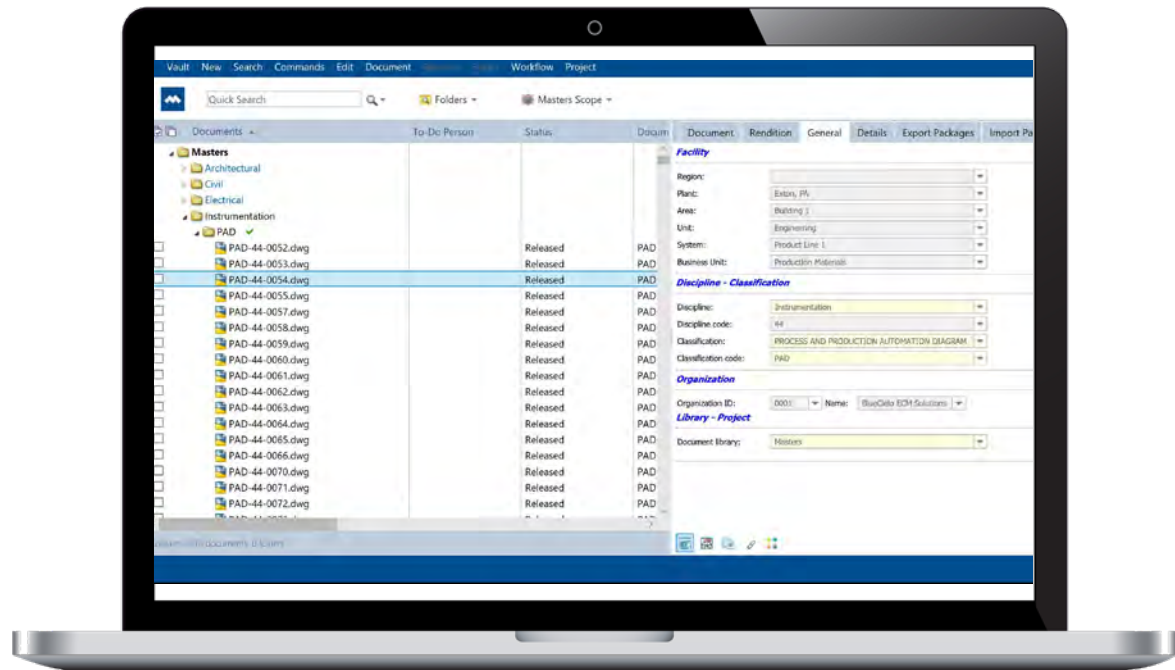 Vault New Search Commands Edit Document Workflow Project
Quick Search Folders Masters Scope
Documents To-Do Person Status Docum
Masters
Architectural
Civil
Electrical
Instrumentation
PAD
PAD-44-0052.dwg Released PAD
PAD-44-0053.dwg Released PAD
PAD-44-0054.dwg Released PAD
PAD-44-0055.dwg Released PAD
PAD-44-0057.dwg Released PAD
PAD-44-0058.dwg Released PAD
PAD-44-0059.dwg Released PAD
PAD-44-0060.dwg Released PAD
PAD-44-0061.dwg Released PAD
PAD-44-0062.dwg Released PAD
PAD-44-0063.dwg Released PAD
PAD-44-0064.dwg Released PAD
PAD-44-0065.dwg Released PAD
PAD-44-0066.dwg Released PAD
PAD-44-0070.dwg Released PAD
PAD-44-0071.dwg Released PAD
PAD-44-0072.dwg Released PAD
Document Rendition General Details Export Packages Import Pa
Facility
Region:
Plant: Exton, PA
Area: Building 1
Unit: Engineering
System: Product Line 1
Business Unit: Production Materials
Discipline - Classification
Discipline: Instrumentation
Discipline code: 44
Classification: PROCESS AND PRODUCTION AUTOMATION DIAGRAM
Classification code: PAD
Organization
Organization ID: 0001 Name: BlueCielo ECM Solutions
Library - Project
Document library: Masters